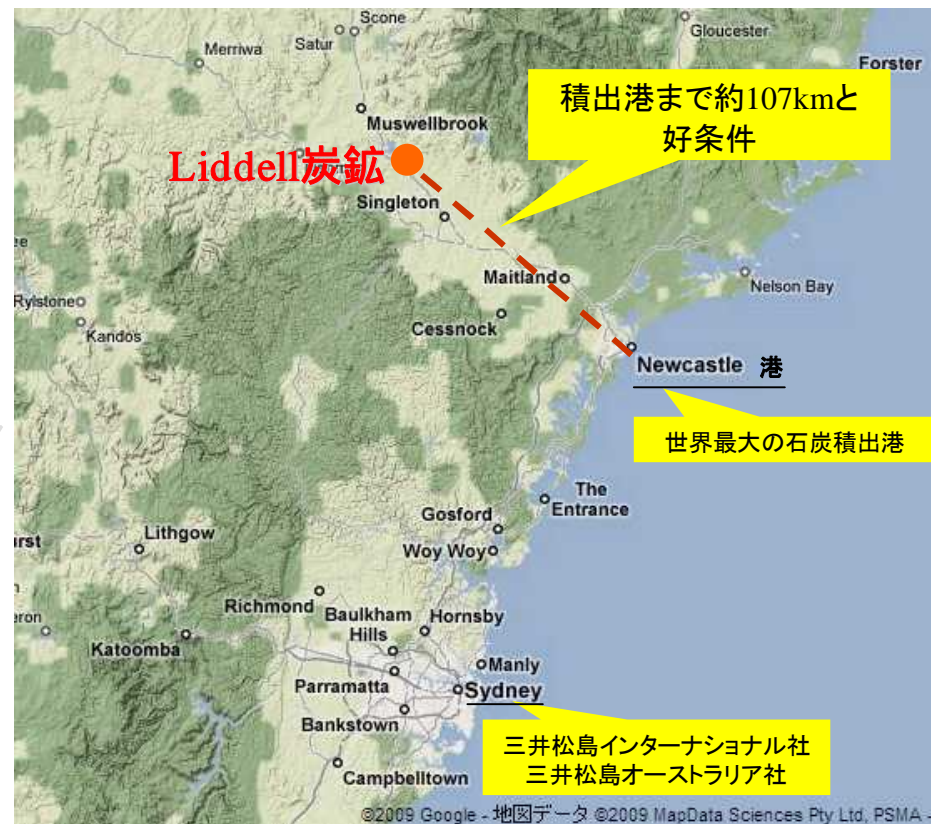 Scone
Gloucester
Satur
Merriwa
Forster
積出港まで約107kmと
好条件
Muswellbrook
Liddell炭鉱
Singleton
Maitland
Nelson Bay
Rylstone
Kandos
Cessnock
Newcastle 港
世界最大の石炭積出港
The
Entrance
Gosford
Lithgow
Woy Woy
Richmond
Baulkham
Hills
Hornsby
Katoomba
Manly
Parramatta
Sydney
Bankstown
三井松島インターナショナル社
三井松島オーストラリア社
Campbelltown
©2009 Google - 地図データ ©2009 MapData Sciences Pty Ltd, PSMA -